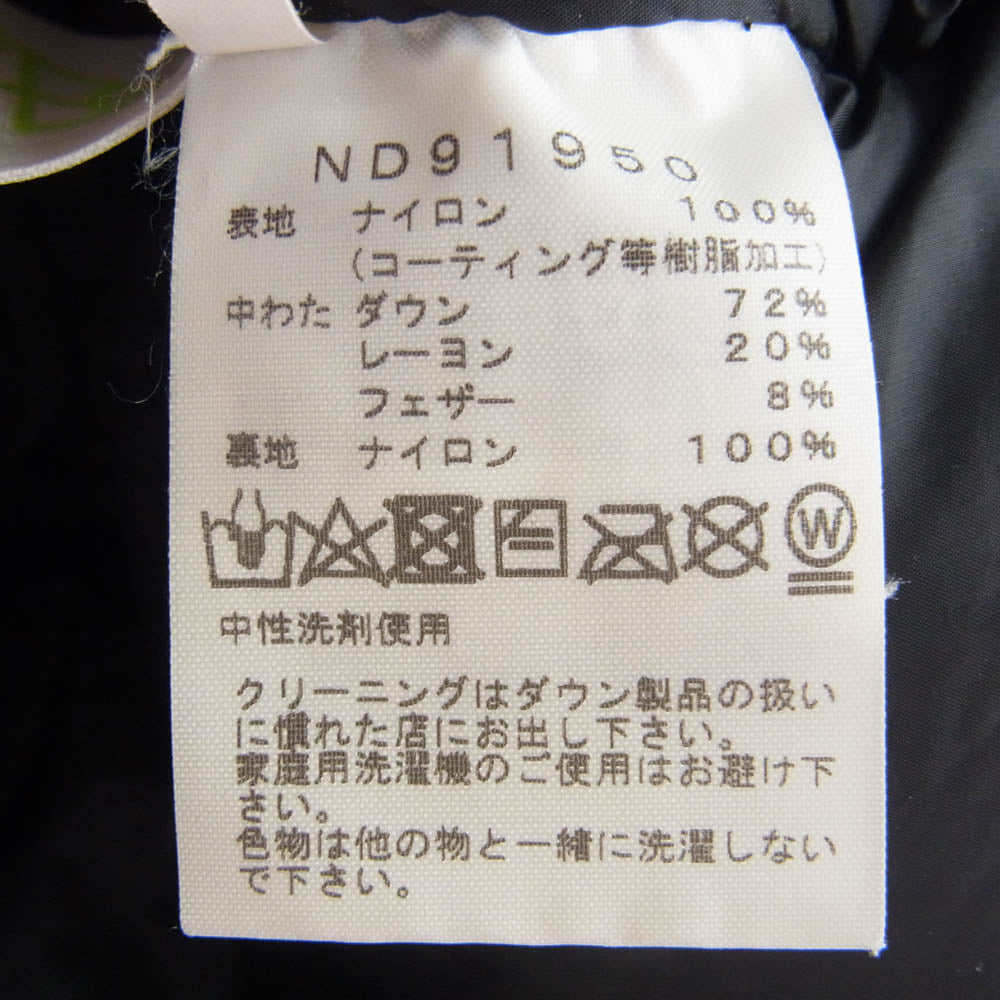 ND91950
表地 ナイロン 100%
(コーティング等樹脂加工)
中わた ダウン 72%
レーヨン 20%
フェザー 8%
裏地 ナイロン 100%
W
中性洗剤使用
クリーニングはダウン製品の扱い
に慣れた店にお出し下さい。
家庭用洗濯機のご使用はお避け下
さい。
色物は他の物と一緒に洗濯しない
で下さい。